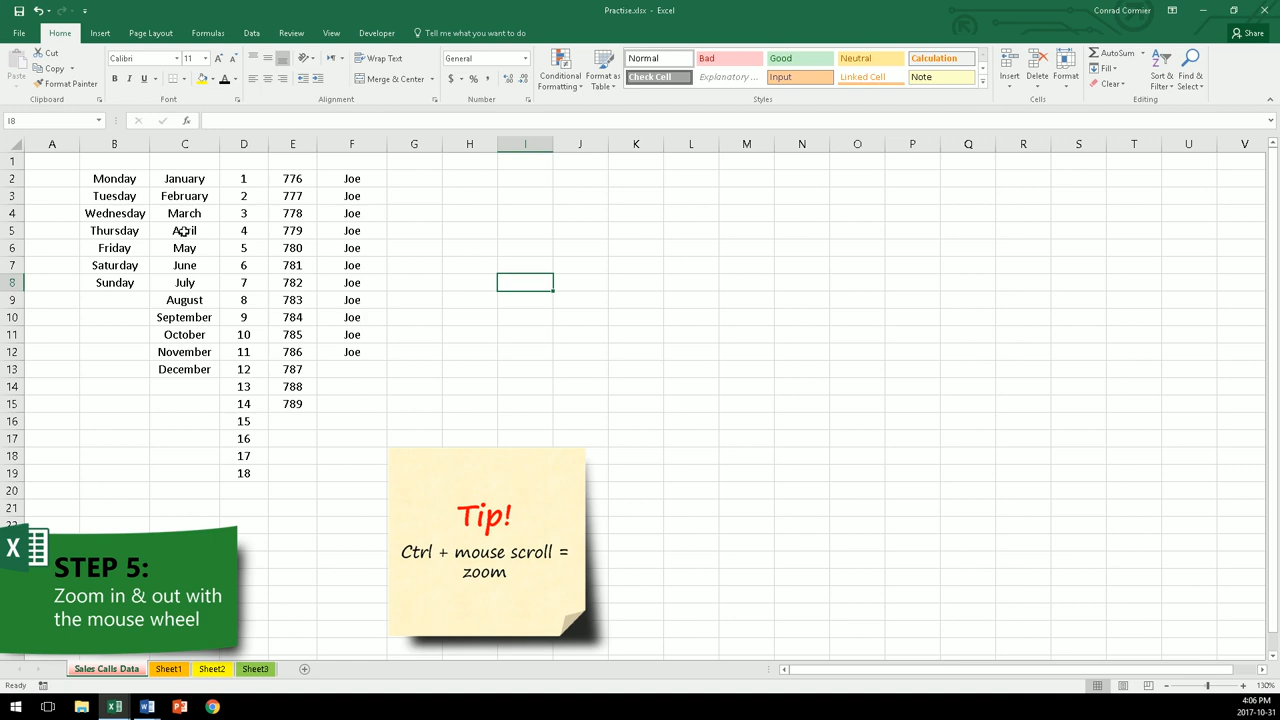 Practise.xlsx - Excel
Conrad Cormier
File Home Insert Page Layout Formulas Data Review View Developer Tell me what you want to do Share
Paste
Cut
Copy
Format Painter
Clipboard
Calibri 11
B I U
Font
Wrap Text
Merge & Center
Alignment
General
$ % ,
Number
Conditional Formatting
Format as Table
Normal Bad Good Neutral Calculation
Check Cell Explanatory ... Input Linked Cell Note
Styles
Insert Delete Format
Cells
AutoSum
Fill
Clear
Sort & Filter
Find & Select
Editing
I8 fx
A B C D E F G H I J K L M N O P Q R S T U V
1
2 Monday January 1 776 Joe
3 Tuesday February 2 777 Joe
4 Wednesday March 3 778 Joe
5 Thursday April 4 779 Joe
6 Friday May 5 780 Joe
7 Saturday June 6 781 Joe
8 Sunday July 7 782 Joe
9 August 8 783 Joe
10 September 9 784 Joe
11 October 10 785 Joe
12 November 11 786 Joe
13 December 12 787
14 13 788
15 14 789
16 15
17 16
18 17
19 18
20
21
Tip!
Ctrl + mouse scroll =
zoom
X
STEP 5:
Zoom in & out with
the mouse wheel
Sales Calls Data Sheet1 Sheet2 Sheet3
Ready
130%
4:06 PM
2017-10-31